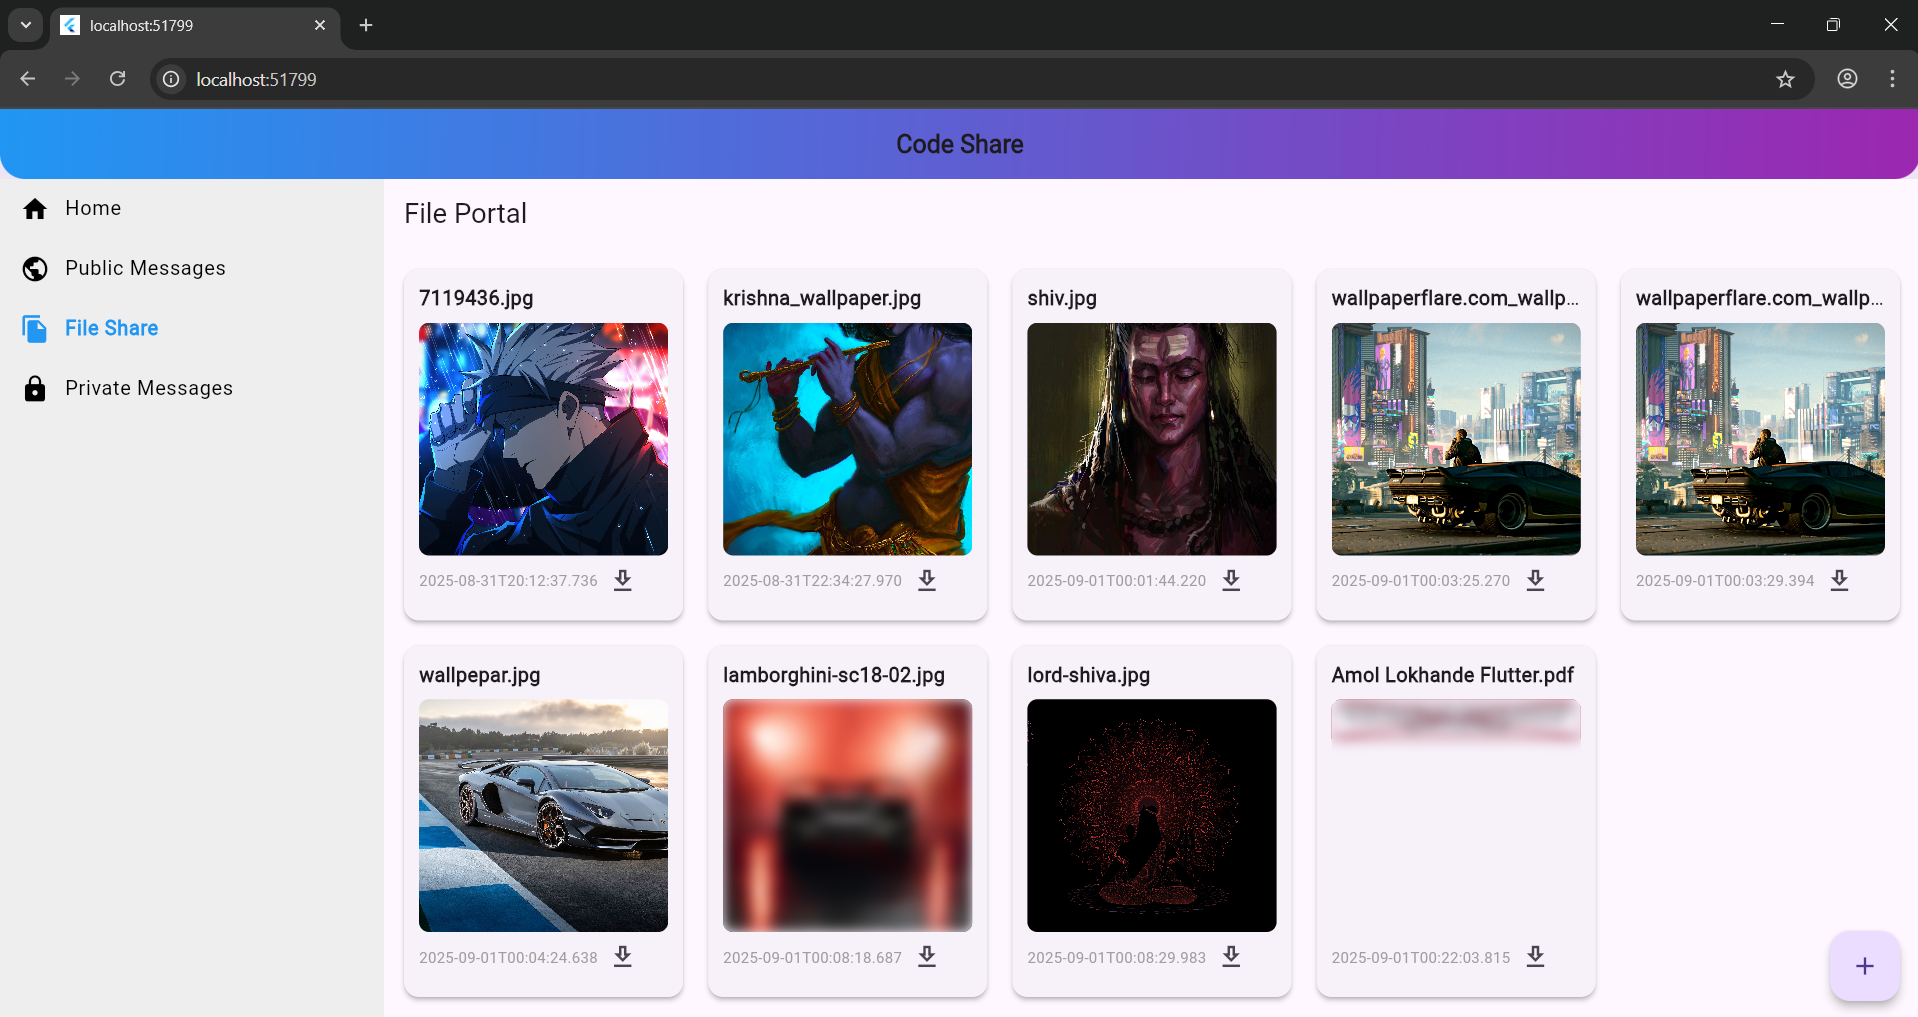 localhost:51799
localhost:51799
Code Share
Home
Public Messages
File Share
Private Messages
File Portal
7119436.jpg
krishna_wallpaper.jpg
shiv.jpg
wallpaperflare.com_wallp...
wallpaperflare.com_wallp...
2025-08-31T20:12:37.736
2025-08-31T22:34:27.970
2025-09-01T00:01:44.220
2025-09-01T00:03:25.270
2025-09-01T00:03:29.394
wallpepar.jpg
lamborghini-sc18-02.jpg
lord-shiva.jpg
Amol Lokhande Flutter.pdf
2025-09-01T00:04:24.638
2025-09-01T00:08:18.687
2025-09-01T00:08:29.983
2025-09-01T00:22:03.815